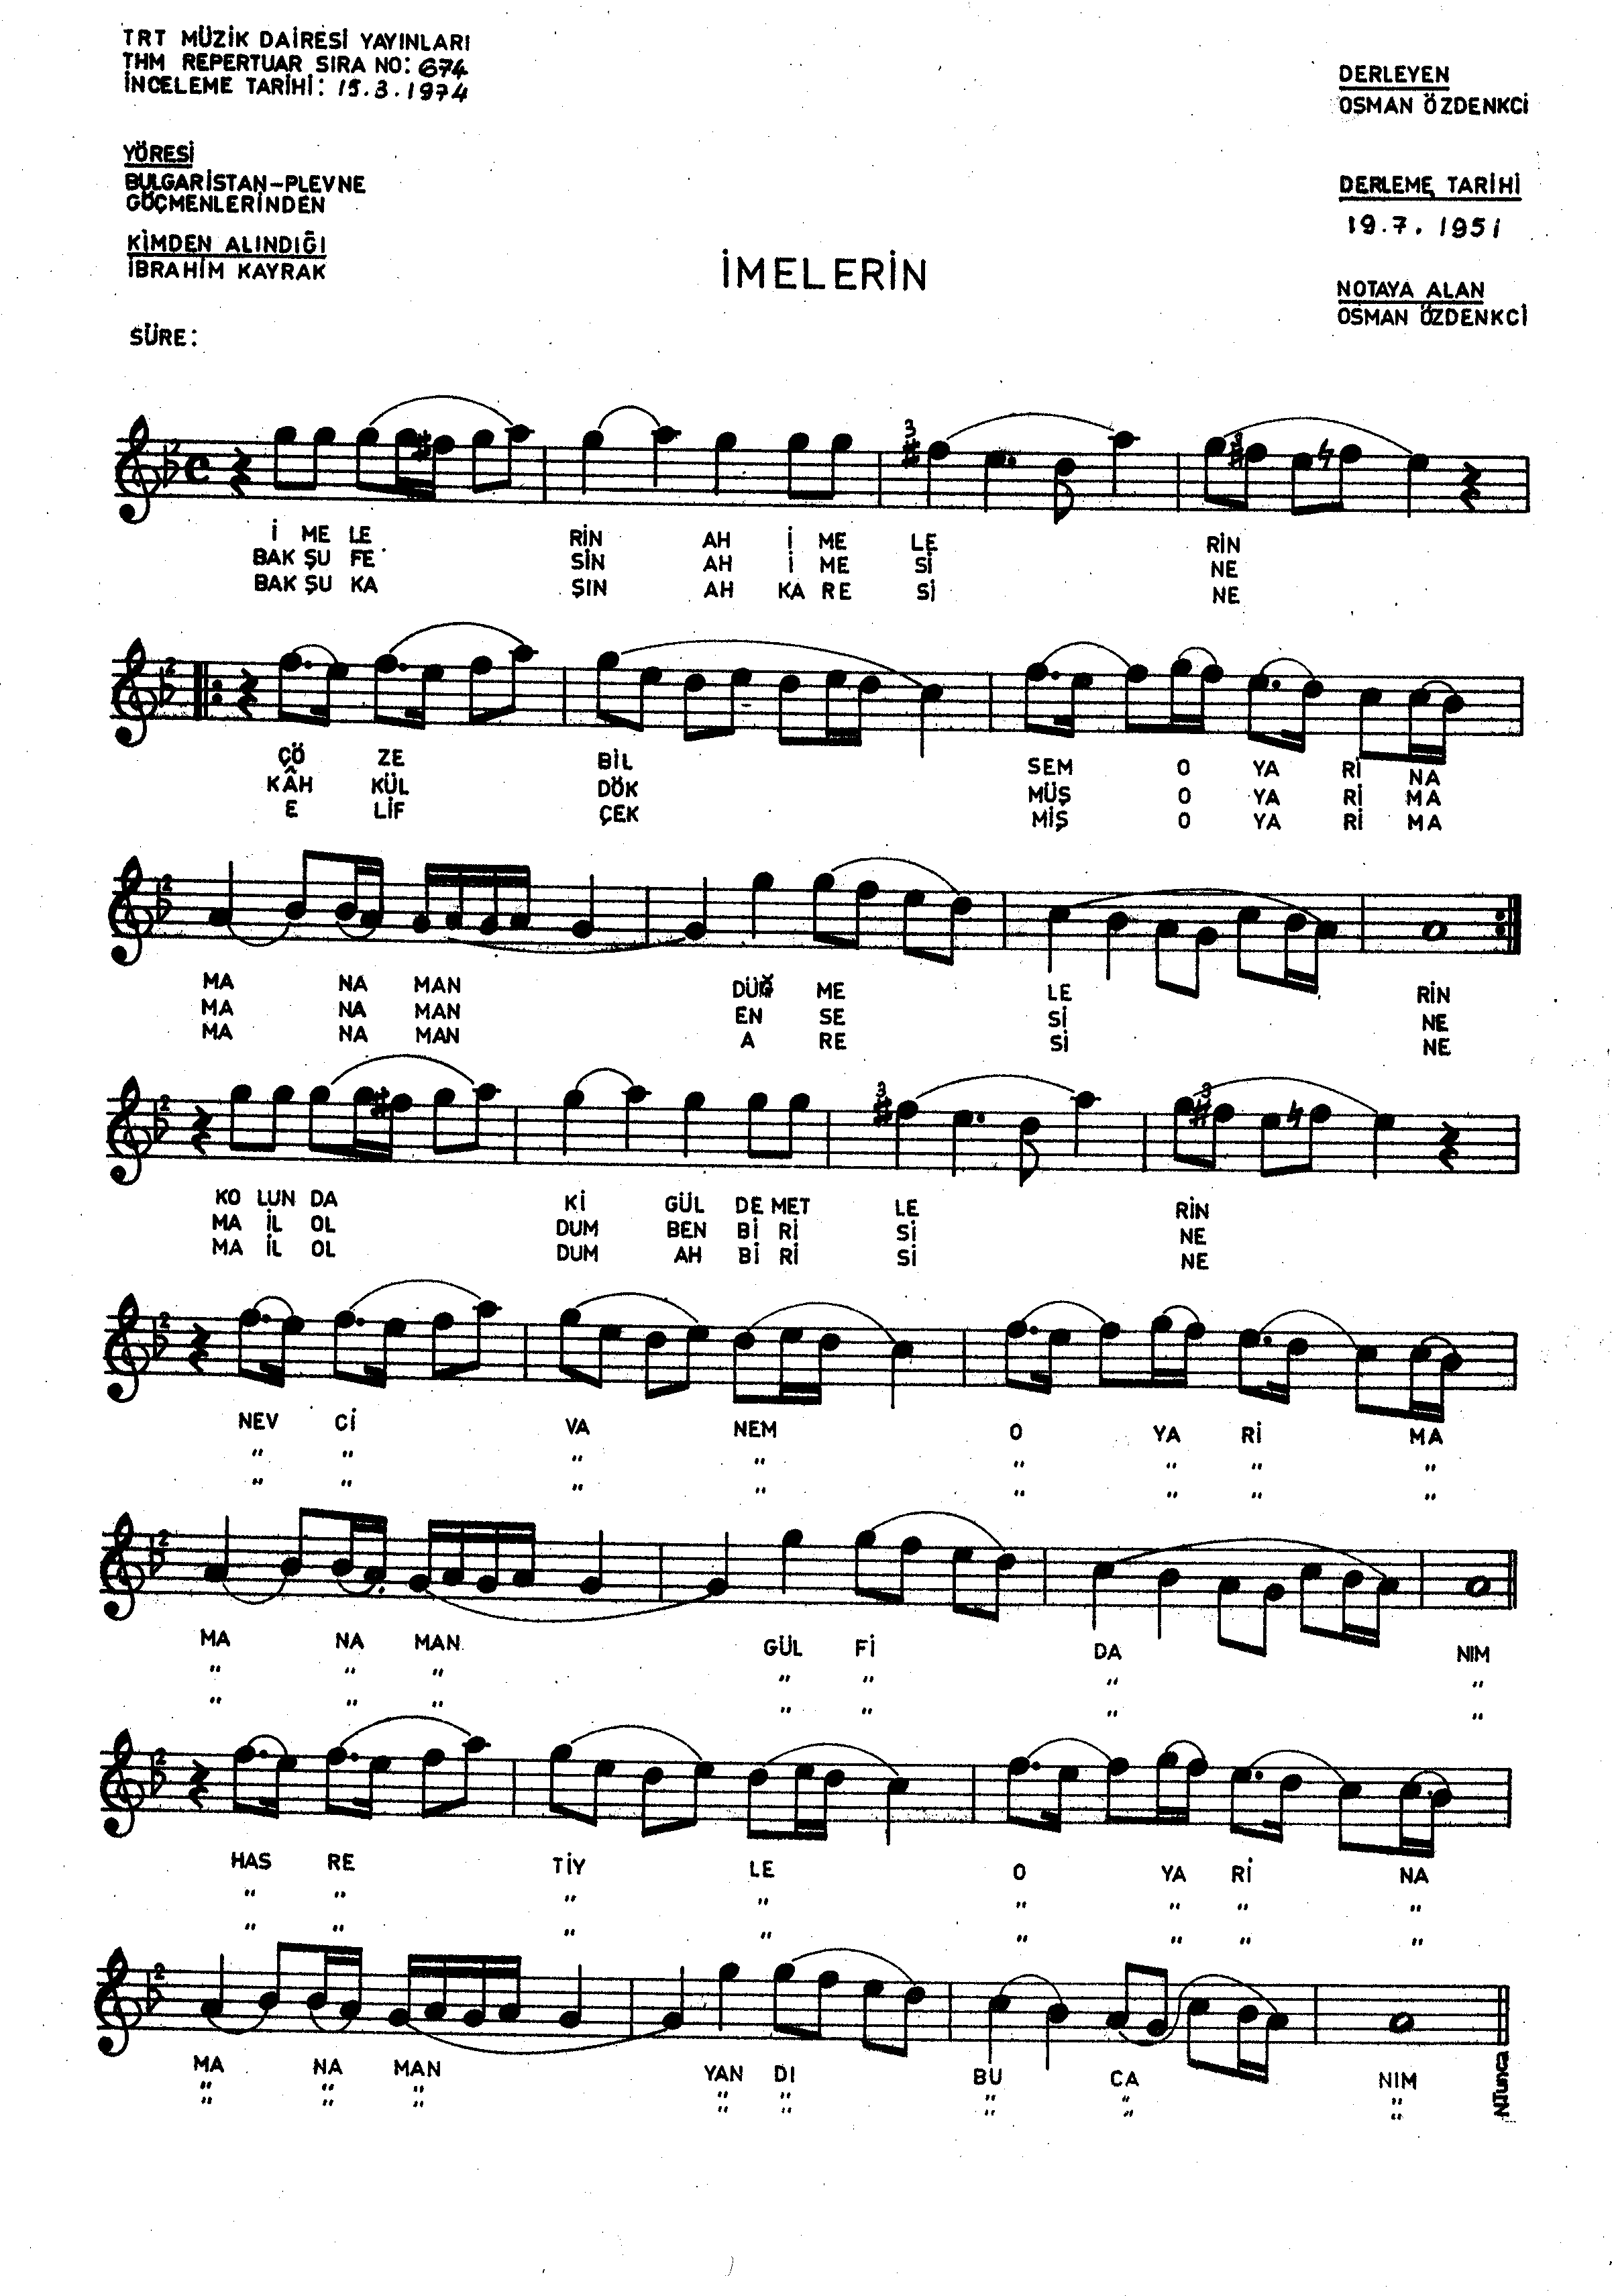 TRT MÜZİK DAİRESİ YAYINLARI
THM REPERTUAR SIRA NO: 674
İNCELEME TARİHİ: 15.3.1974
DERLEYEN
OSMAN ÖZDENKCİ
YÖRESİ
BULGARİSTAN-PLEVNE
GÖÇMENLERİNDEN
DERLEME TARİHİ
19.7.1951
KİMDEN ALINDIĞI
İBRAHİM KAYRAK
İMELERİN
NOTAYA ALAN
OSMAN ÖZDENKCİ
SÜRE:
İ ME LE RİN AH İ ME LE RİN
BAK ŞU FE SİN AH İ ME Sİ NE
BAK ŞU KA ŞIN AH KA RE Sİ NE
ÇÖ ZE BİL SEM O YA Rİ NA
KÂH KÜL DÖK MÜŞ O YA Rİ MA
E LİF ÇEK MİŞ O YA Rİ MA
MA NA MAN DÜĞ ME LE RİN
MA NA MAN EN SE Sİ NE
MA NA MAN A RE Sİ NE
KO LUN DA Kİ GÜL DE MET LE RİN
MA İL OL DUM BEN Bİ Rİ Sİ NE
MA İL OL DUM AH Bİ Rİ Sİ NE
NEV Cİ VA NEM O YA Rİ MA
" " " " " " " "
" " " " " " " "
MA NA MAN GÜL Fİ DA NIM
" " " " " " "
" " " " " " "
HAS RE TİY LE O YA Rİ NA
" " " " " " " "
" " " " " " " "
MA NA MAN YAN DI BU CA NIM
" " " " " " " "
" " " " " " " "
N.Tunca